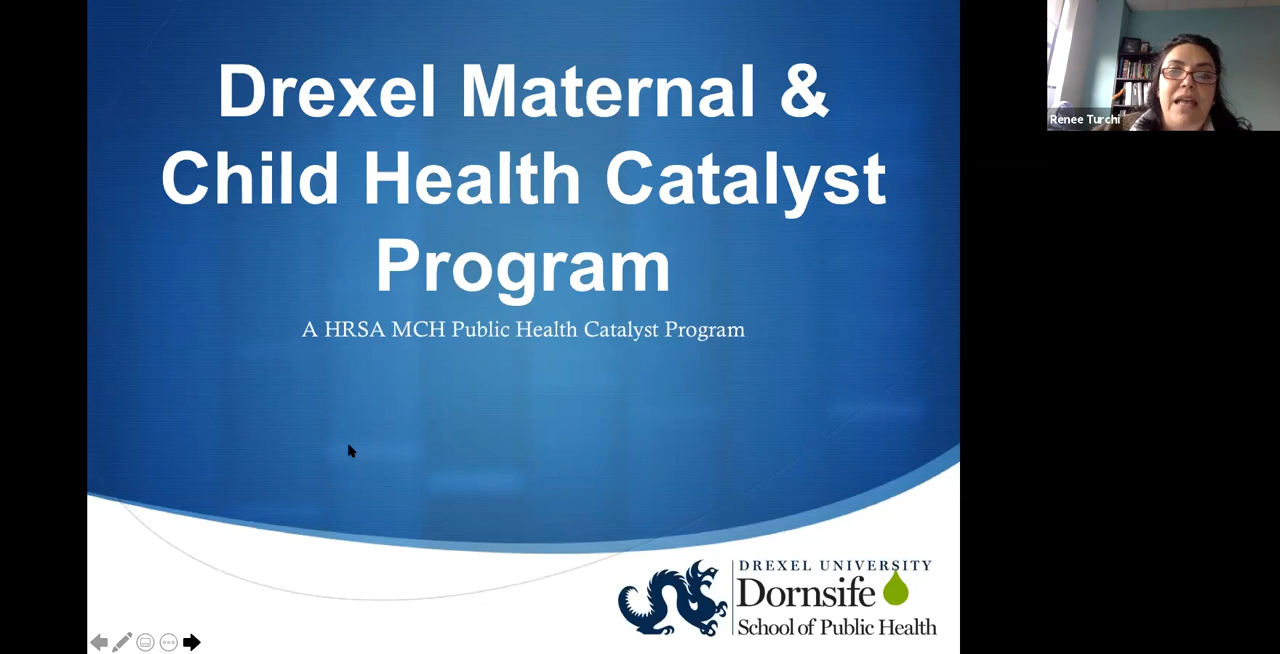 Drexel Maternal &
Child Health Catalyst
Program
A HRSA MCH Public Health Catalyst Program
DREXEL UNIVERSITY
Dornsife
School of Public Health
Renee Turchi